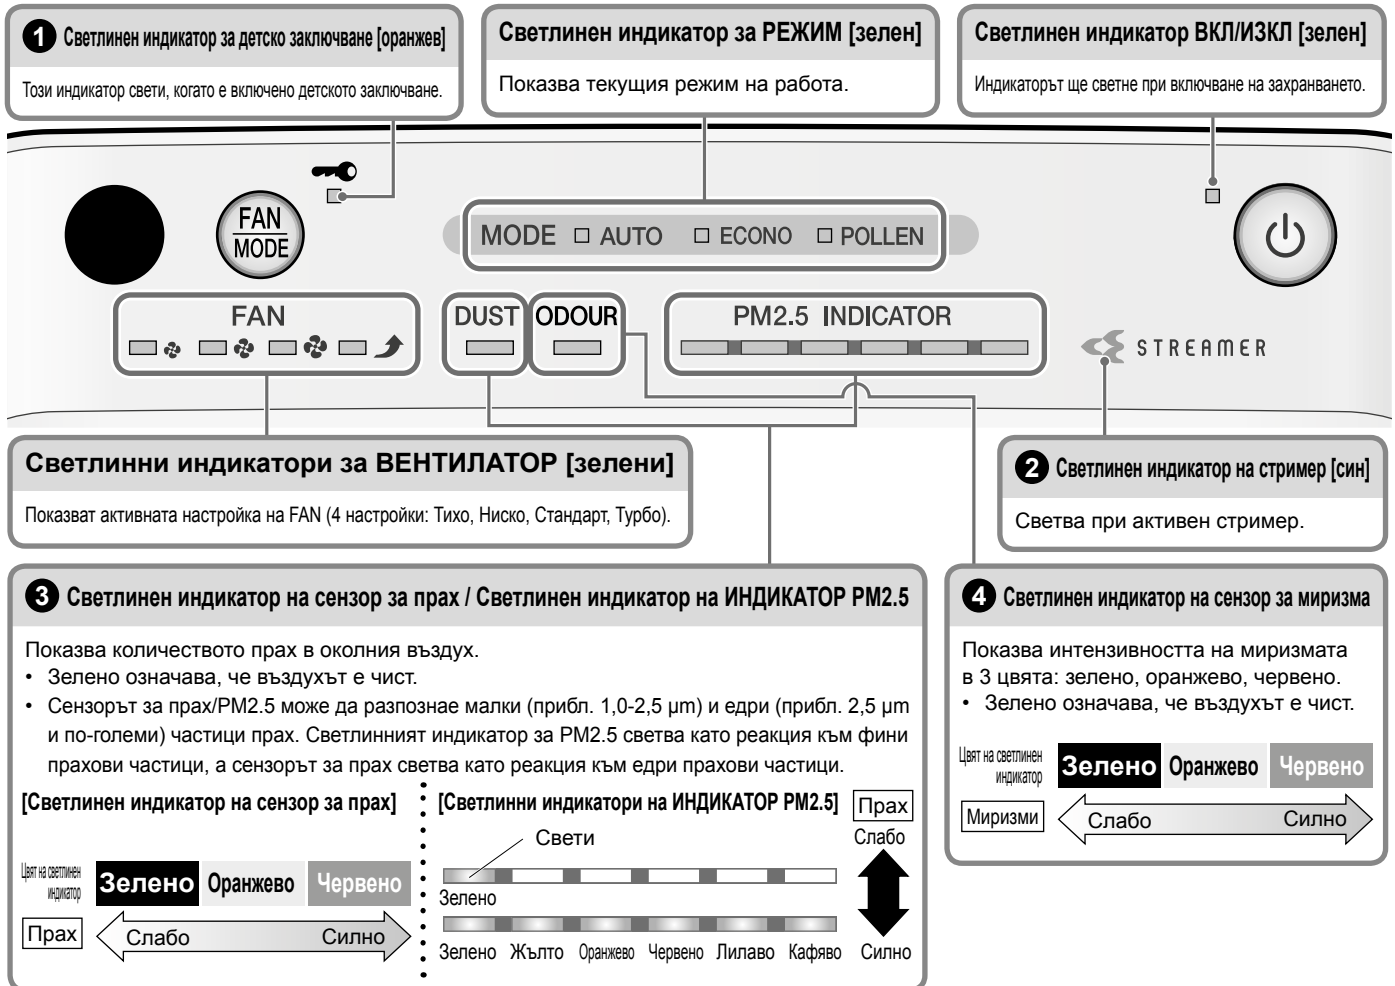 1 Светлинен индикатор за детско заключване [оранжев]
Този индикатор свети, когато е включено детското заключване.
Светлинен индикатор за РЕЖИМ [зелен]
Показва текущия режим на работа.
Светлинен индикатор ВКЛ/ИЗКЛ [зелен]
Индикаторът ще светне при включване на захранването.
FAN
MODE
MODE AUTO ECONO POLLEN
FAN
DUST
ODOUR
PM2.5 INDICATOR
STREAMER
Светлинни индикатори за ВЕНТИЛАТОР [зелени]
Показват активната настройка на FAN (4 настройки: Тихо, Ниско, Стандарт, Турбо).
2 Светлинен индикатор на стример [син]
Светва при активен стример.
3 Светлинен индикатор на сензор за прах / Светлинен индикатор на ИНДИКАТОР PM2.5
Показва количеството прах в околния въздух.
• Зелено означава, че въздухът е чист.
• Сензорът за прах/PM2.5 може да разпознае малки (прибл. 1,0-2,5 μm) и едри (прибл. 2,5 μm
и по-големи) частици прах. Светлинният индикатор за PM2.5 светва като реакция към фини
прахови частици, а сензорът за прах светва като реакция към едри прахови частици.
[Светлинен индикатор на сензор за прах]
Цвят на светлинен
индикатор
Зелено Оранжево Червено
Прах
Слабо Силно
[Светлинни индикатори на ИНДИКАТОР PM2.5]
Прах
Свети
Слабо
Зелено
Зелено Жълто Оранжево Червено Лилаво Кафяво Силно
4 Светлинен индикатор на сензор за миризма
Показва интензивността на миризмата
в 3 цвята: зелено, оранжево, червено.
• Зелено означава, че въздухът е чист.
Цвят на светлинен
индикатор
Зелено Оранжево Червено
Миризми
Слабо Силно